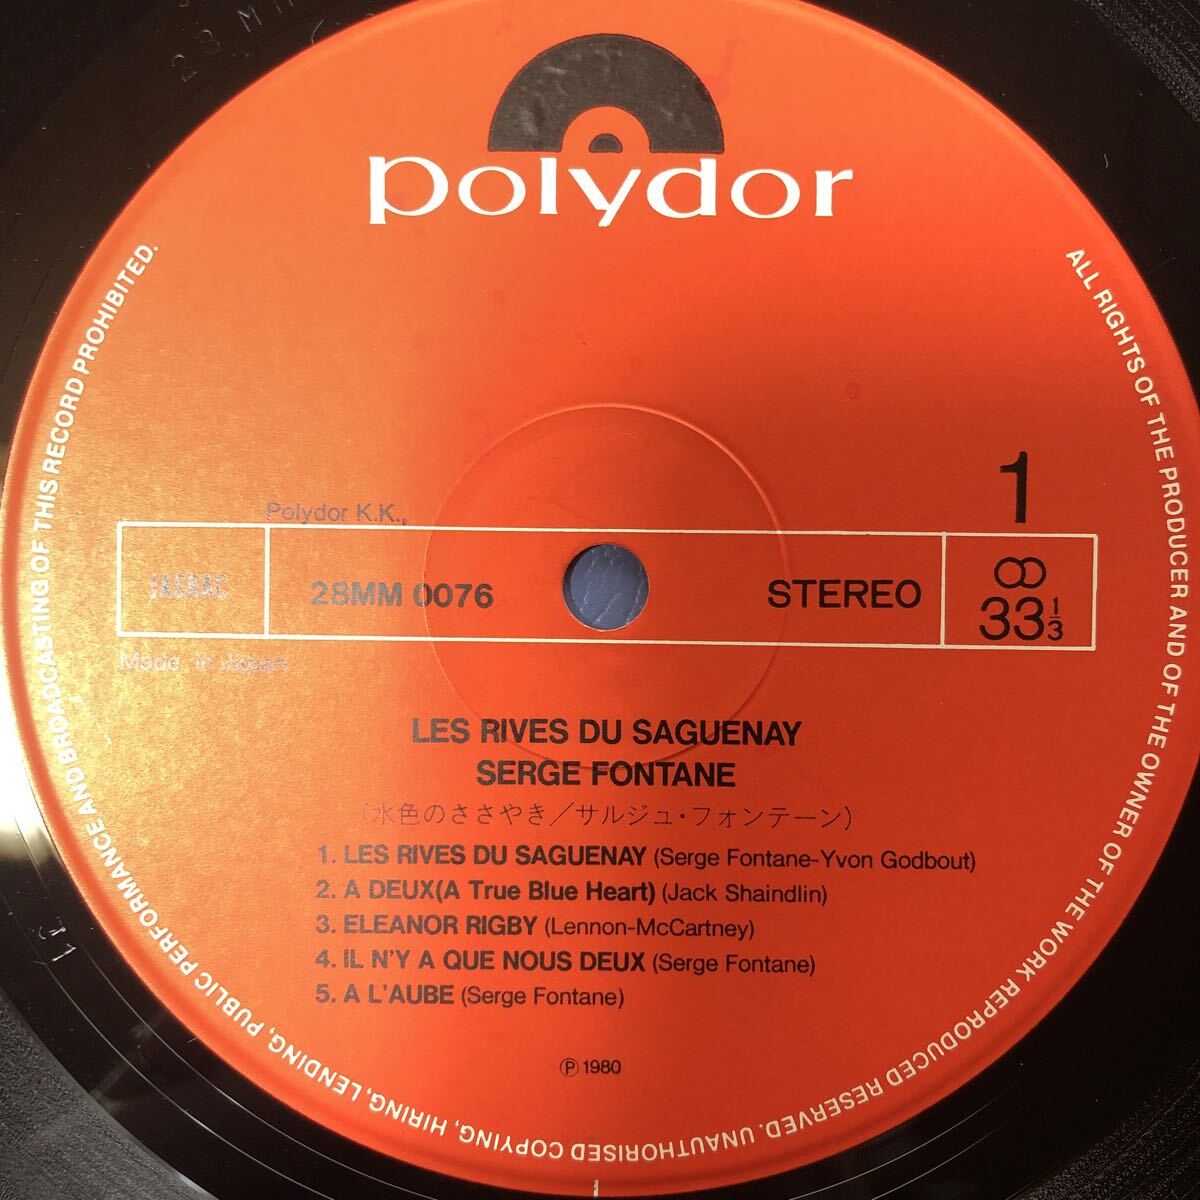 polydor
ALL RIGHTS OF THE PRODUCER AND OF THE OWNER OF THE WORK REPRODUCED RESERVED. UNAUTHORISED COPYING, HIRING, LENDING, PUBLIC PERFORMANCE AND BROADCASTING OF THIS RECORD PROHIBITED.
1
Polydor K.K.,
JASRAC 28MM 0076 STEREO 33 1/3
Made in Japan
LES RIVES DU SAGUENAY
SERGE FONTANE
(水色のささやき/サルジュ・フォンテーン)
1. LES RIVES DU SAGUENAY (Serge Fontane-Yvon Godbout)
2. A DEUX(A True Blue Heart) (Jack Shaindlin)
3. ELEANOR RIGBY (Lennon-McCartney)
4. IL N'Y A QUE NOUS DEUX (Serge Fontane)
5. A L'AUBE (Serge Fontane)
℗ 1980